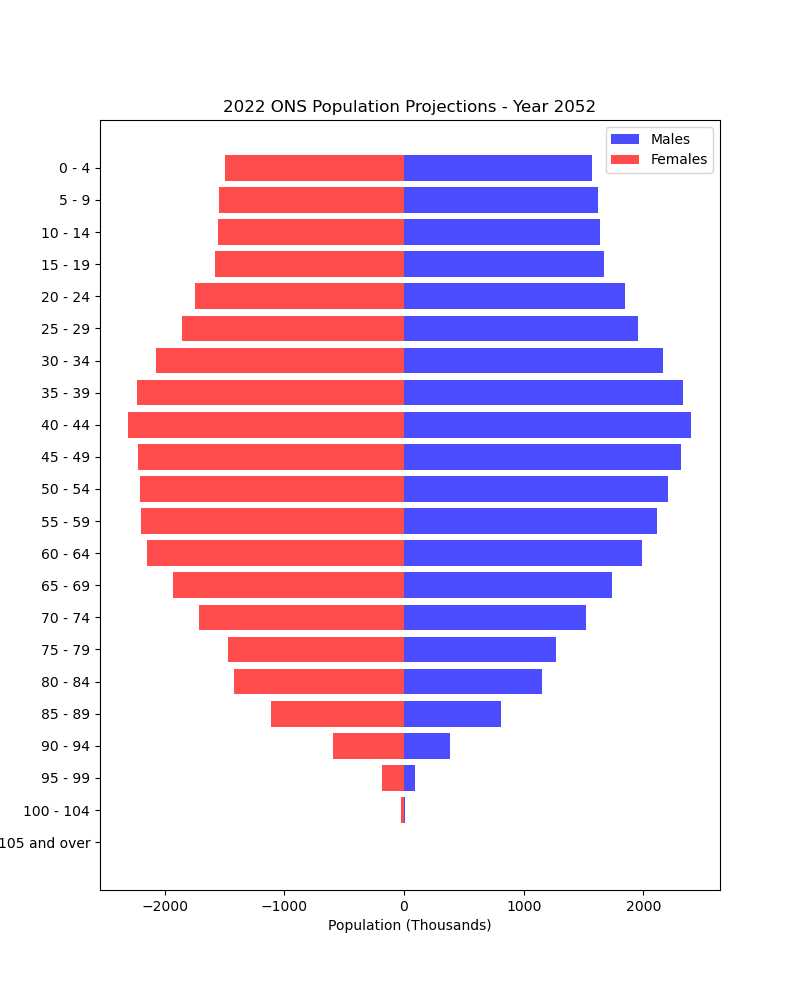 2022 ONS Population Projections - Year 2052
Males
Females
0 - 4
5 - 9
10 - 14
15 - 19
20 - 24
25 - 29
30 - 34
35 - 39
40 - 44
45 - 49
50 - 54
55 - 59
60 - 64
65 - 69
70 - 74
75 - 79
80 - 84
85 - 89
90 - 94
95 - 99
100 - 104
105 and over
−2000 −1000 0 1000 2000
Population (Thousands)